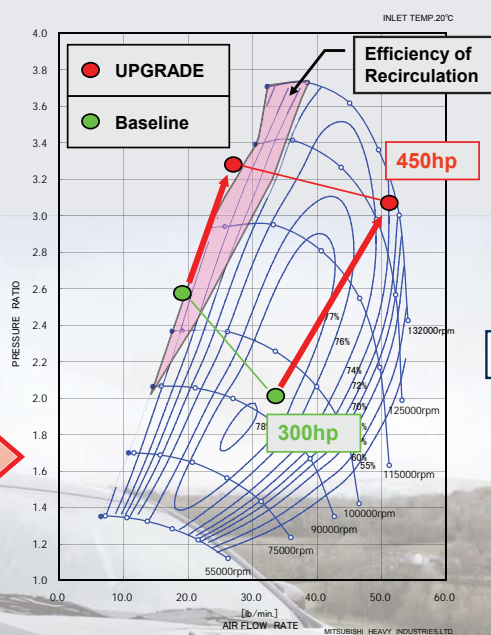 INLET TEMP.20℃
4.0
3.8
3.6
3.4
3.2
3.0
2.8
2.6
2.4
2.2
2.0
1.8
1.6
1.4
1.2
1.0
PRESSURE RATIO
UPGRADE
Baseline
Efficiency of
Recirculation
450hp
300hp
77%
76%
74%
72%
70%
60%
55%
132000rpm
125000rpm
115000rpm
100000rpm
90000rpm
75000rpm
55000rpm
0.0 10.0 20.0 30.0 40.0 50.0 60.0
[lb/min.]
AIR FLOW RATE
MITSUBISHI HEAVY INDUSTRIES,LTD.